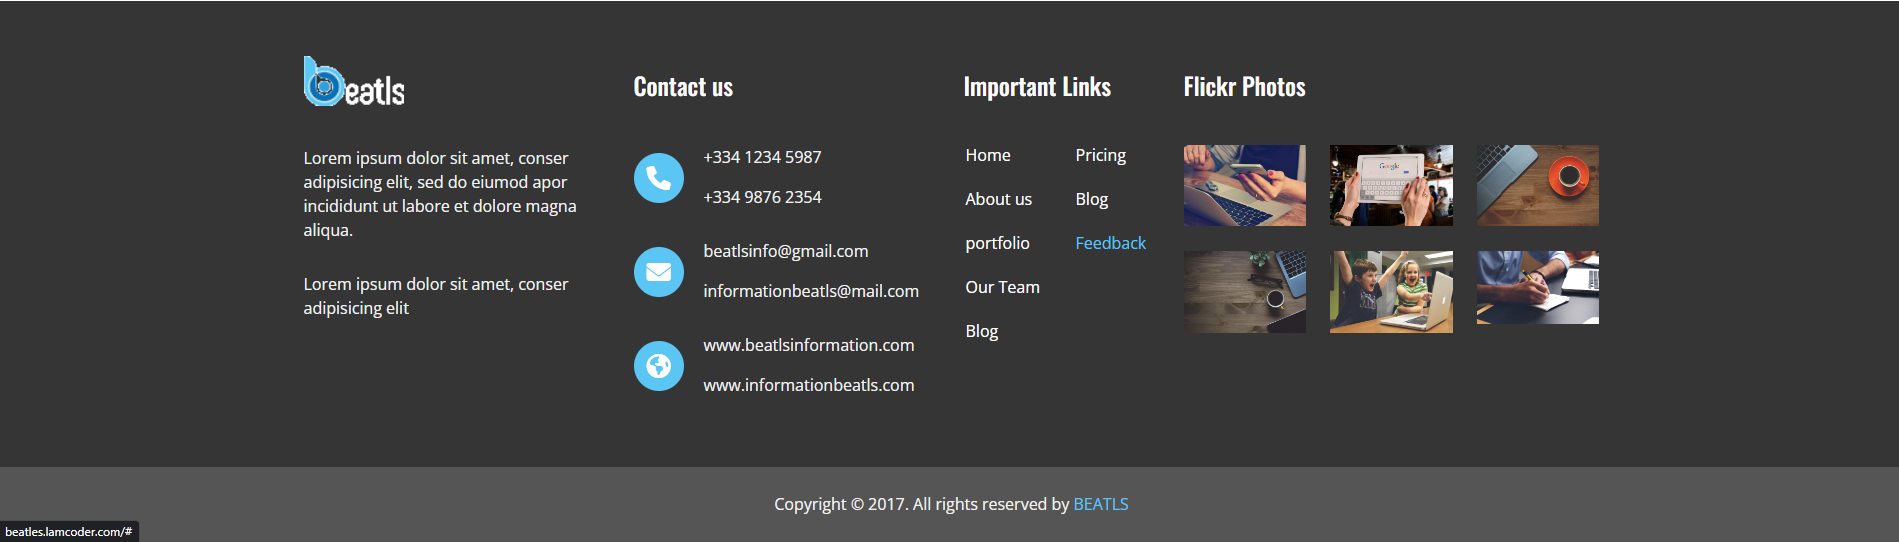 beatls
Lorem ipsum dolor sit amet, conser
adipisicing elit, sed do eiumod apor
incididunt ut labore et dolore magna
aliqua.
Lorem ipsum dolor sit amet, conser
adipisicing elit
Contact us
+334 1234 5987
+334 9876 2354
beatlsinfo@gmail.com
informationbeatls@mail.com
www.beatlsinformation.com
www.informationbeatls.com
Important Links
Home
About us
portfolio
Our Team
Blog
Pricing
Blog
Feedback
Flickr Photos
Google
Copyright © 2017. All rights reserved by BEATLS
beatles.lamcoder.com/#